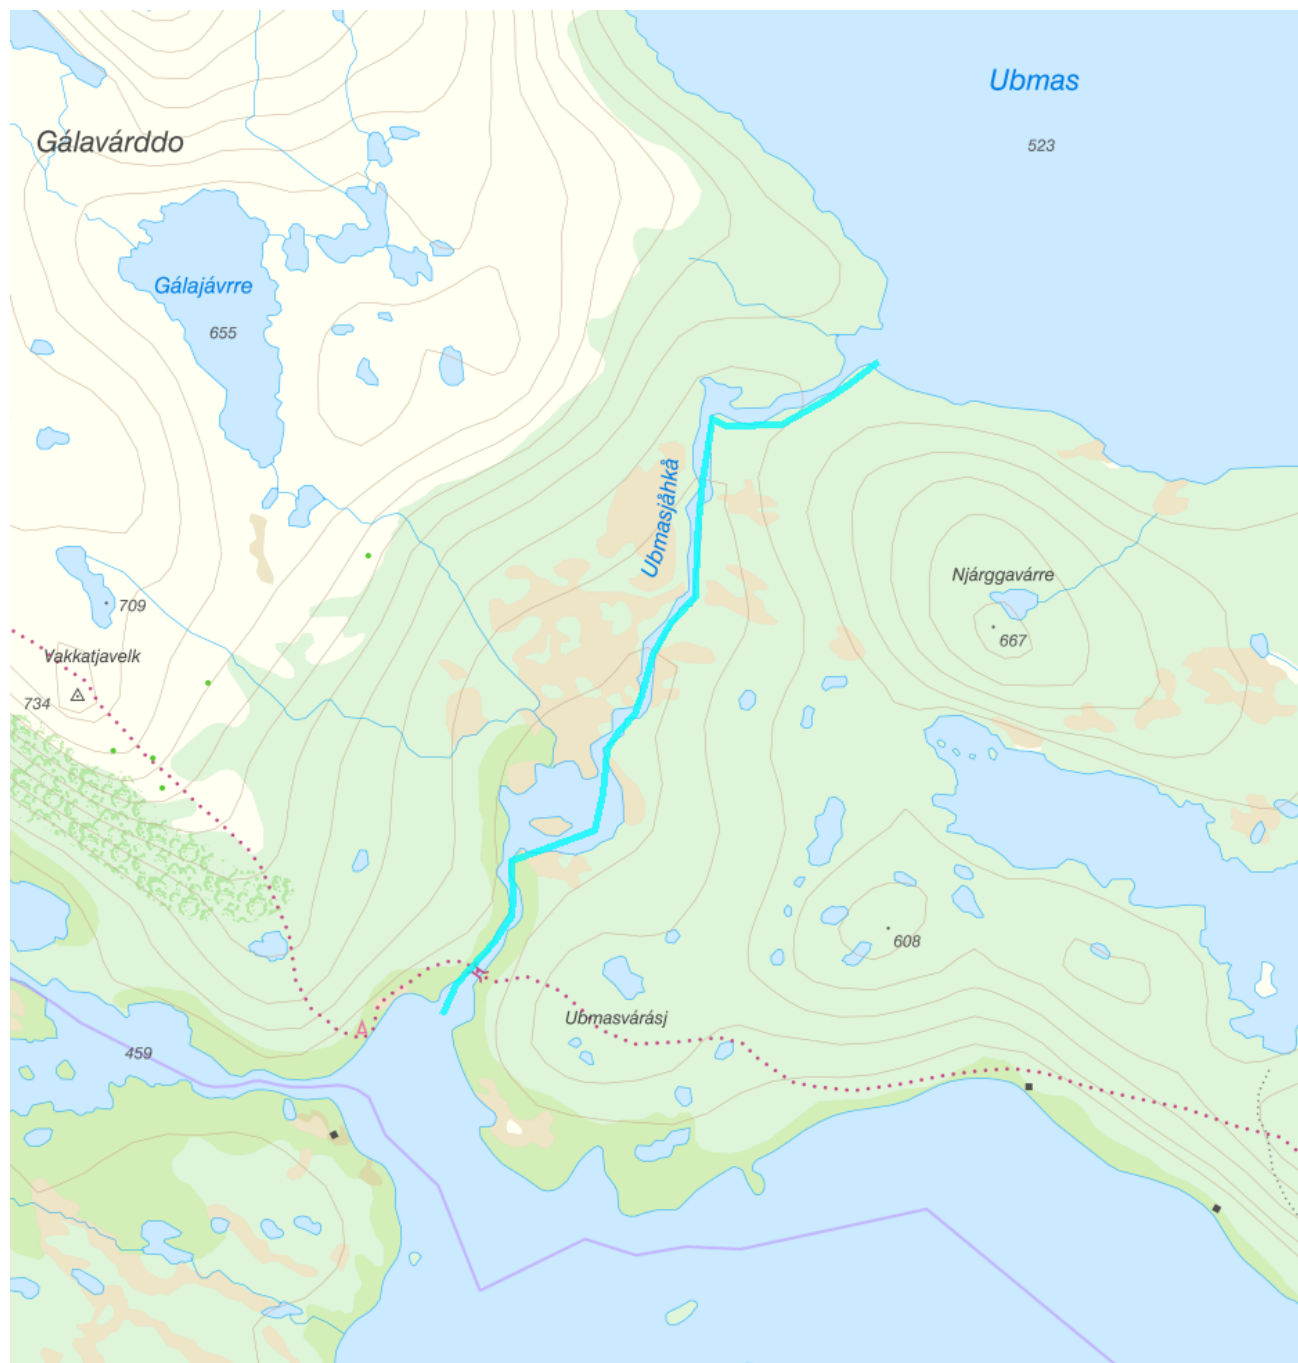 Ubmas
Gálavárddo
523
Gálajávrre
655
Ubmasjåhkå
Njárggavárre
709
667
Vakkatjavelk
734
608
Ubmasvárásj
459